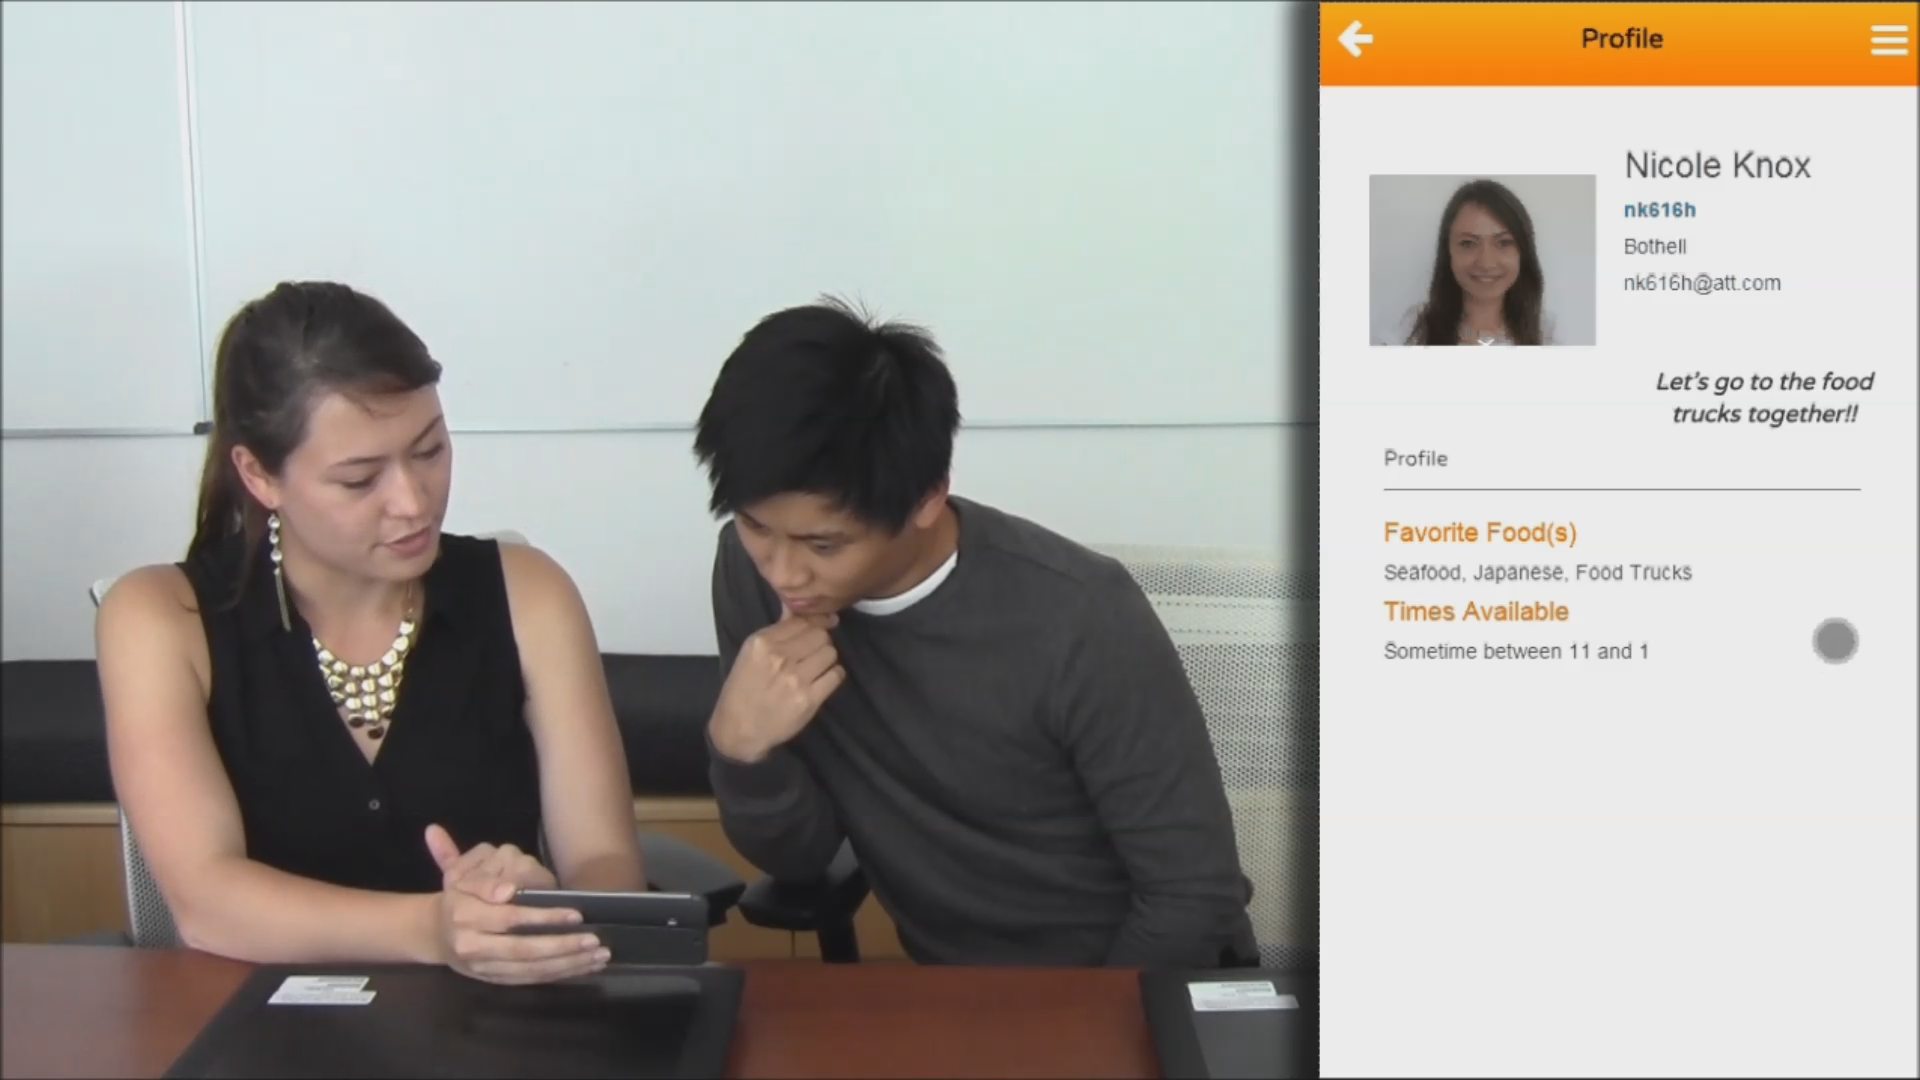 Profile
Nicole Knox
nk616h
Bothell
nk616h@att.com
Let's go to the food
trucks together!!
Profile
Favorite Food(s)
Seafood, Japanese, Food Trucks
Times Available
Sometime between 11 and 1